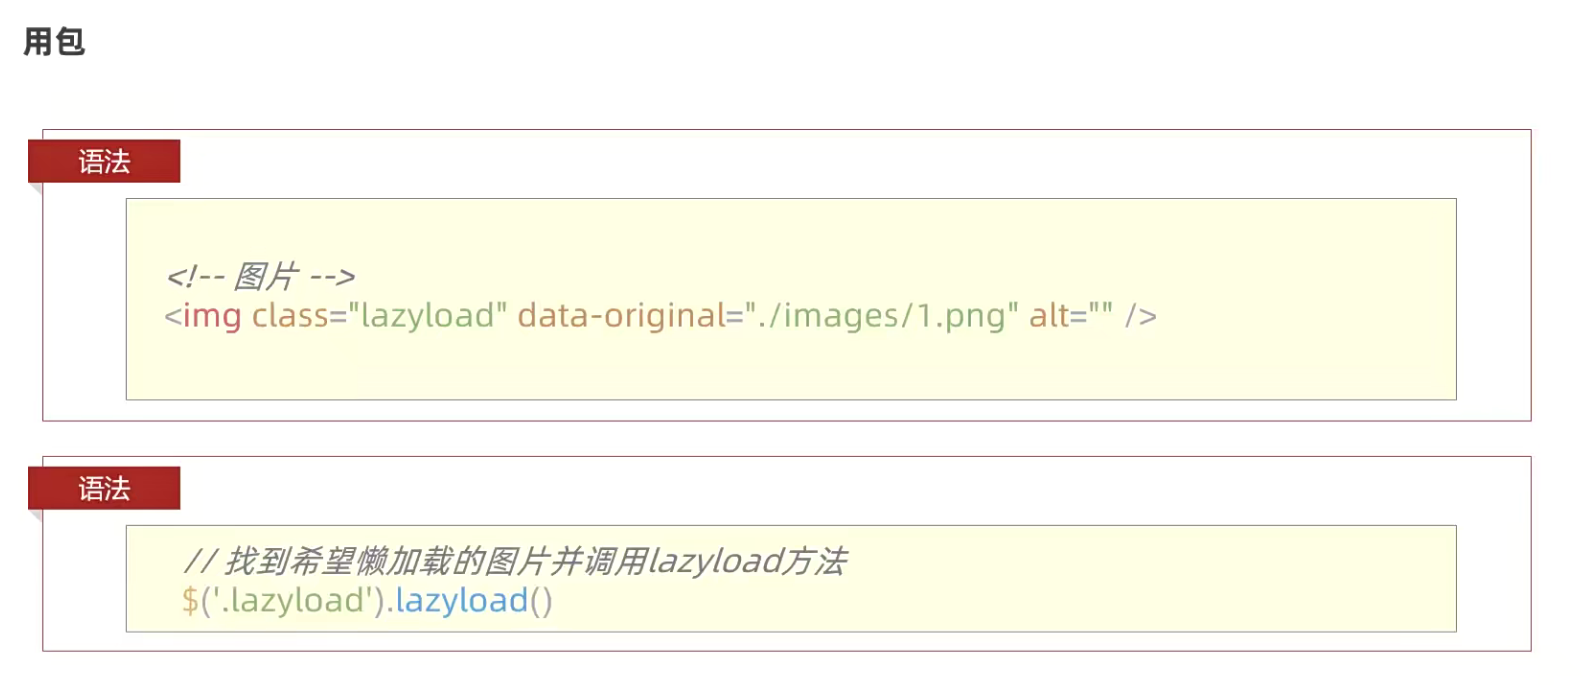 用包
语法
<!-- 图片 -->
<img class="lazyload" data-original="./images/1.png" alt="" />
语法
// 找到希望懒加载的图片并调用lazyload方法
$('.lazyload').lazyload()